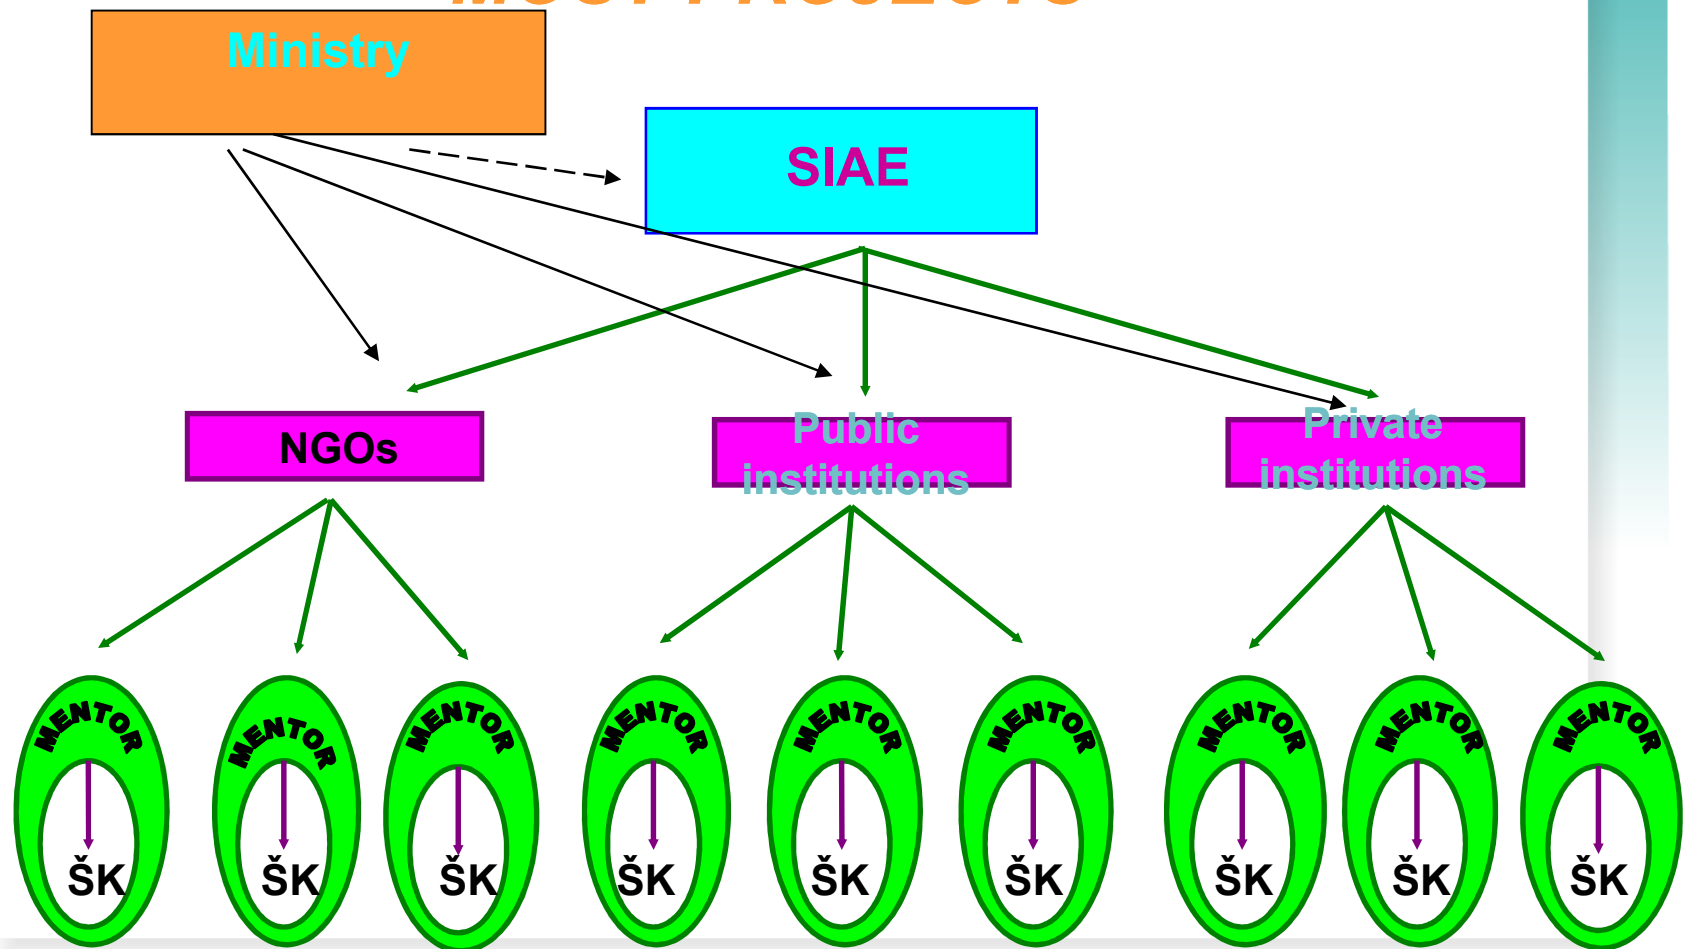 Ministry
SIAE
NGOs
Public
institutions
Private
institutions
MENTOR
MENTOR
MENTOR
MENTOR
MENTOR
MENTOR
MENTOR
MENTOR
MENTOR
ŠK
ŠK
ŠK
ŠK
ŠK
ŠK
ŠK
ŠK
ŠK